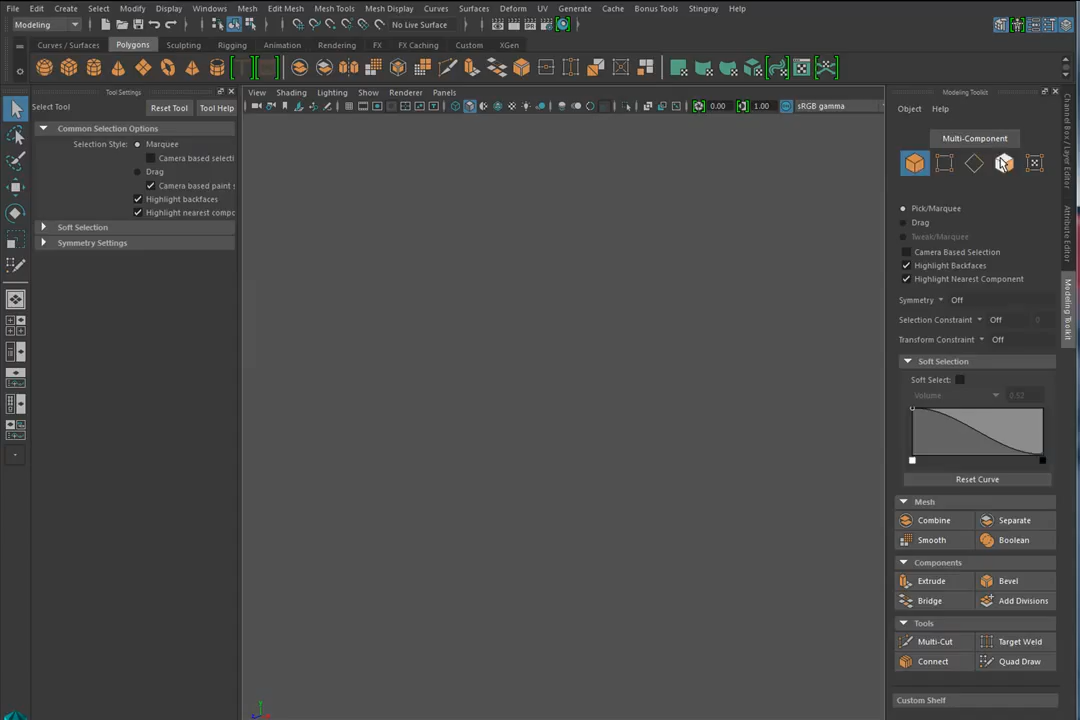 File Edit Create Select Modify Display Windows Mesh Edit Mesh Mesh Tools Mesh Display Curves Surfaces Deform UV Generate Cache Bonus Tools Stingray Help
Modeling No Live Surface
Curves / Surfaces Polygons Sculpting Rigging Animation Rendering FX FX Caching Custom XGen
Tool Settings
Select Tool Reset Tool Tool Help
Common Selection Options
Selection Style: Marquee
Camera based selecti
Drag
Camera based paint s
Highlight backfaces
Highlight nearest compc
Soft Selection
Symmetry Settings
View Shading Lighting Show Renderer Panels
0.00 1.00 sRGB gamma
Modeling Toolkit
Object Help
Multi-Component
Pick/Marquee
Drag
Tweak/Marquee
Camera Based Selection
Highlight Backfaces
Highlight Nearest Component
Symmetry Off
Selection Constraint Off 0
Transform Constraint Off
Soft Selection
Soft Select:
Volume 0.52
Reset Curve
Mesh
Combine Separate
Smooth Boolean
Components
Extrude Bevel
Bridge Add Divisions
Tools
Multi-Cut Target Weld
Connect Quad Draw
Custom Shelf
Channel Box / Layer Editor
Attribute Editor
Modeling Toolkit